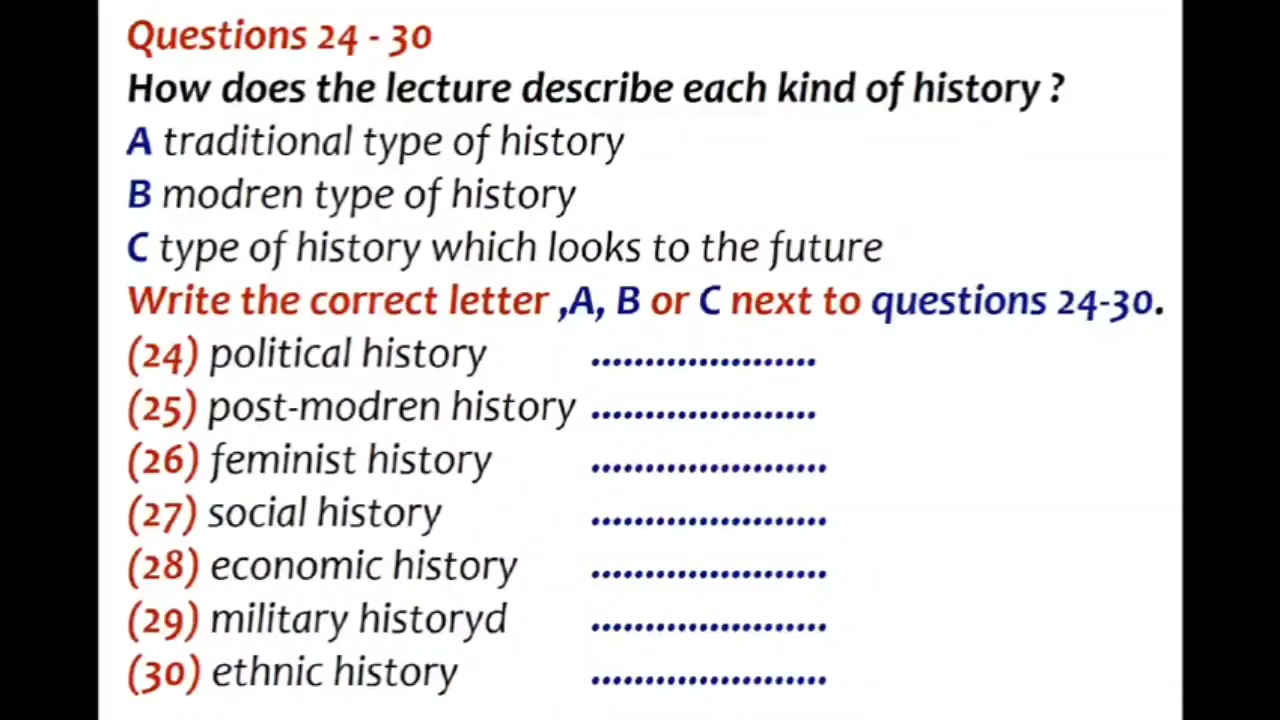 Questions 24 - 30
How does the lecture describe each kind of history ?
A traditional type of history
B modren type of history
C type of history which looks to the future
Write the correct letter ,A, B or C next to questions 24-30.
(24) political history .....................
(25) post-modren history .....................
(26) feminist history ......................
(27) social history ......................
(28) economic history ......................
(29) military historyd ......................
(30) ethnic history ......................